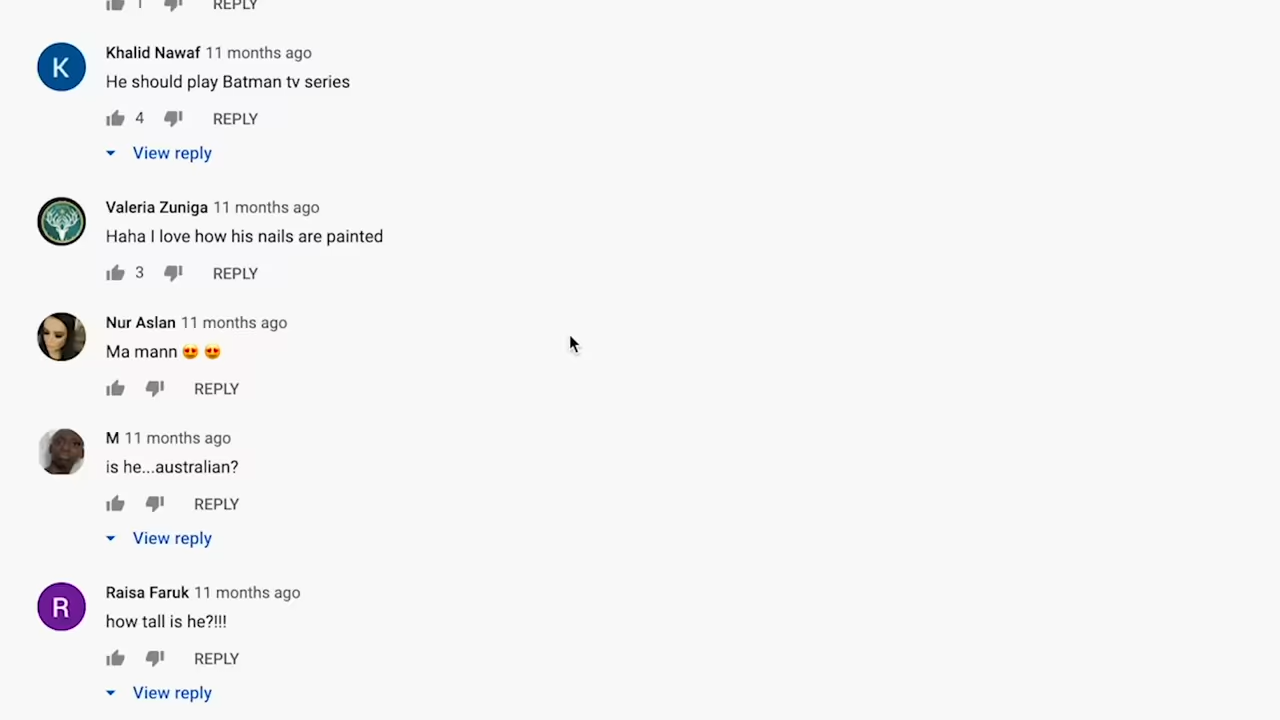 1 REPLY
K
Khalid Nawaf 11 months ago
He should play Batman tv series
4 REPLY
View reply
Valeria Zuniga 11 months ago
Haha I love how his nails are painted
3 REPLY
Nur Aslan 11 months ago
Ma mann 😍 😍
REPLY
M 11 months ago
is he...australian?
REPLY
View reply
R
Raisa Faruk 11 months ago
how tall is he?!!!
REPLY
View reply